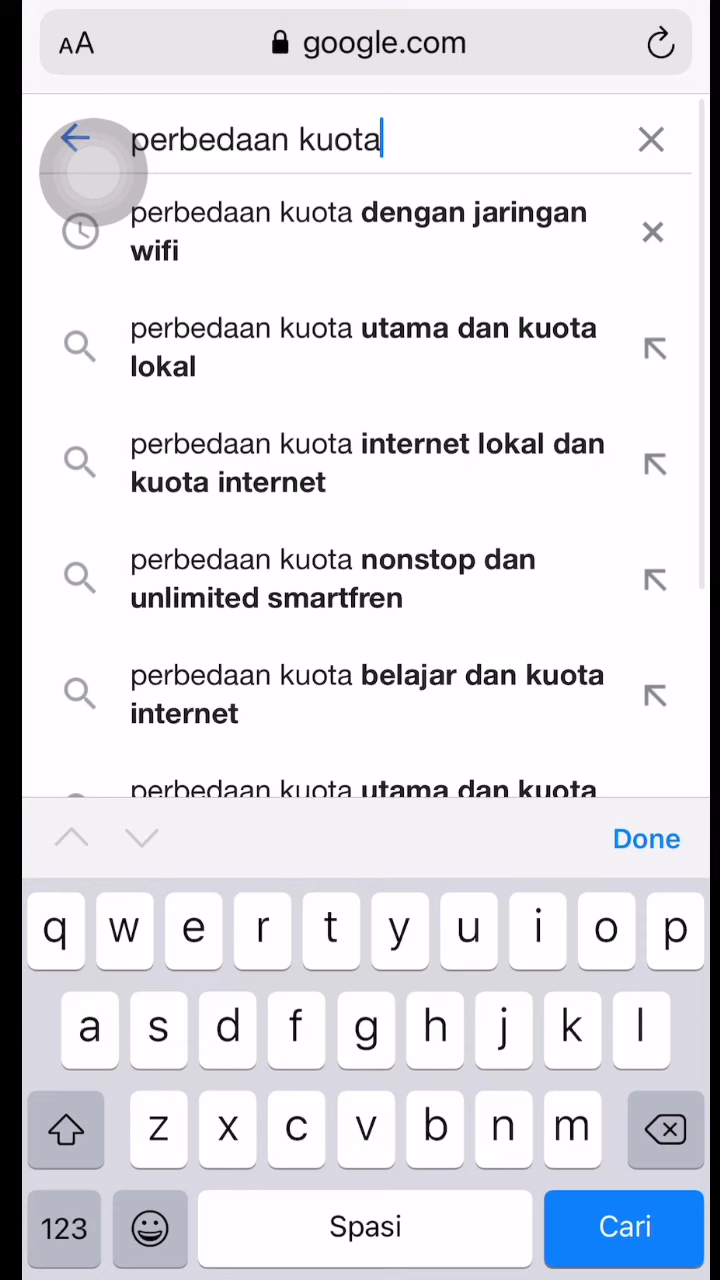 AA google.com
perbedaan kuota
perbedaan kuota dengan jaringan
wifi
perbedaan kuota utama dan kuota
lokal
perbedaan kuota internet lokal dan
kuota internet
perbedaan kuota nonstop dan
unlimited smartfren
perbedaan kuota belajar dan kuota
internet
perbedaan kuota utama dan kuota
Done
q w e r t y u i o p
a s d f g h j k l
z x c v b n m
123 Spasi Cari